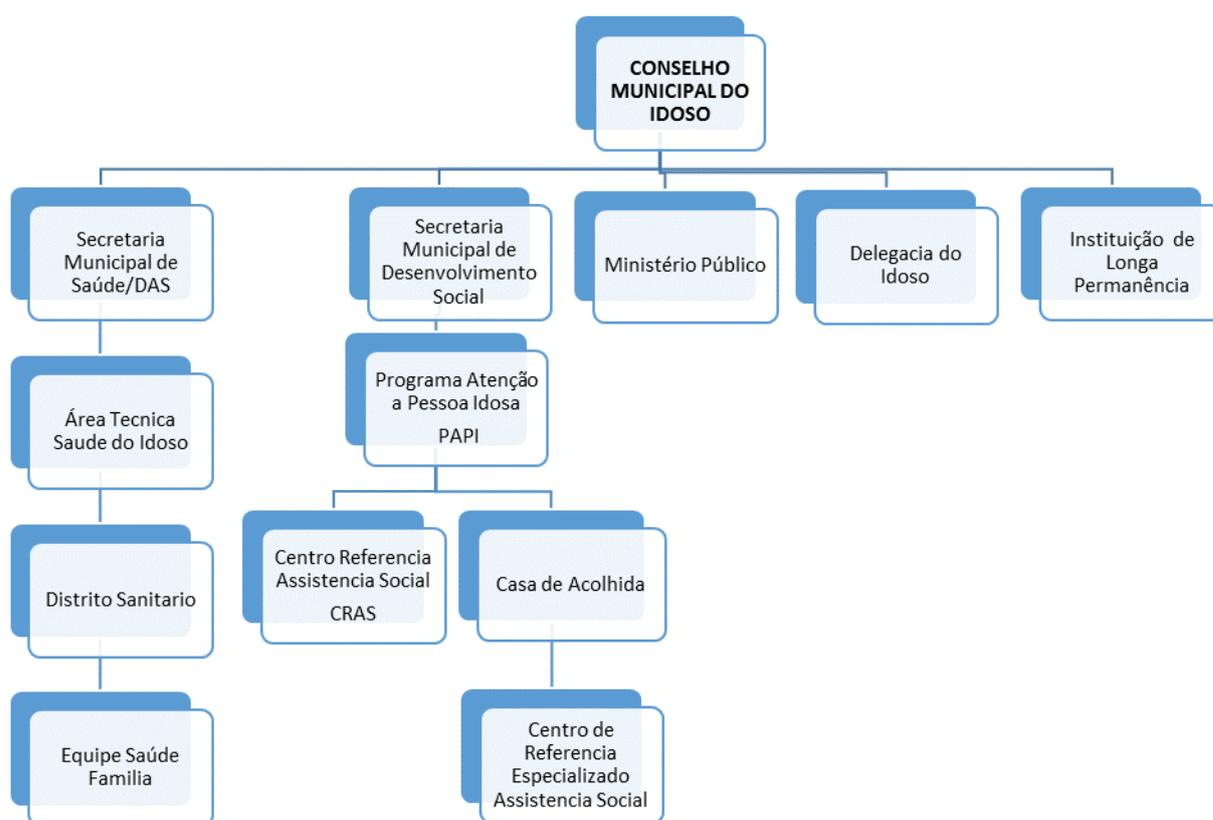 CONSELHO
MUNICIPAL DO
IDOSO
Secretaria
Municipal de
Saúde/DAS
Secretaria
Municipal de
Desenvolvimento
Social
Ministério Público
Delegacia do
Idoso
Instituição de
Longa
Permanência
Área Tecnica
Saude do Idoso
Programa Atenção
a Pessoa Idosa
PAPI
Distrito Sanitario
Centro Referencia
Assistencia Social
CRAS
Casa de Acolhida
Equipe Saúde
Familia
Centro de
Referencia
Especializado
Assistencia Social